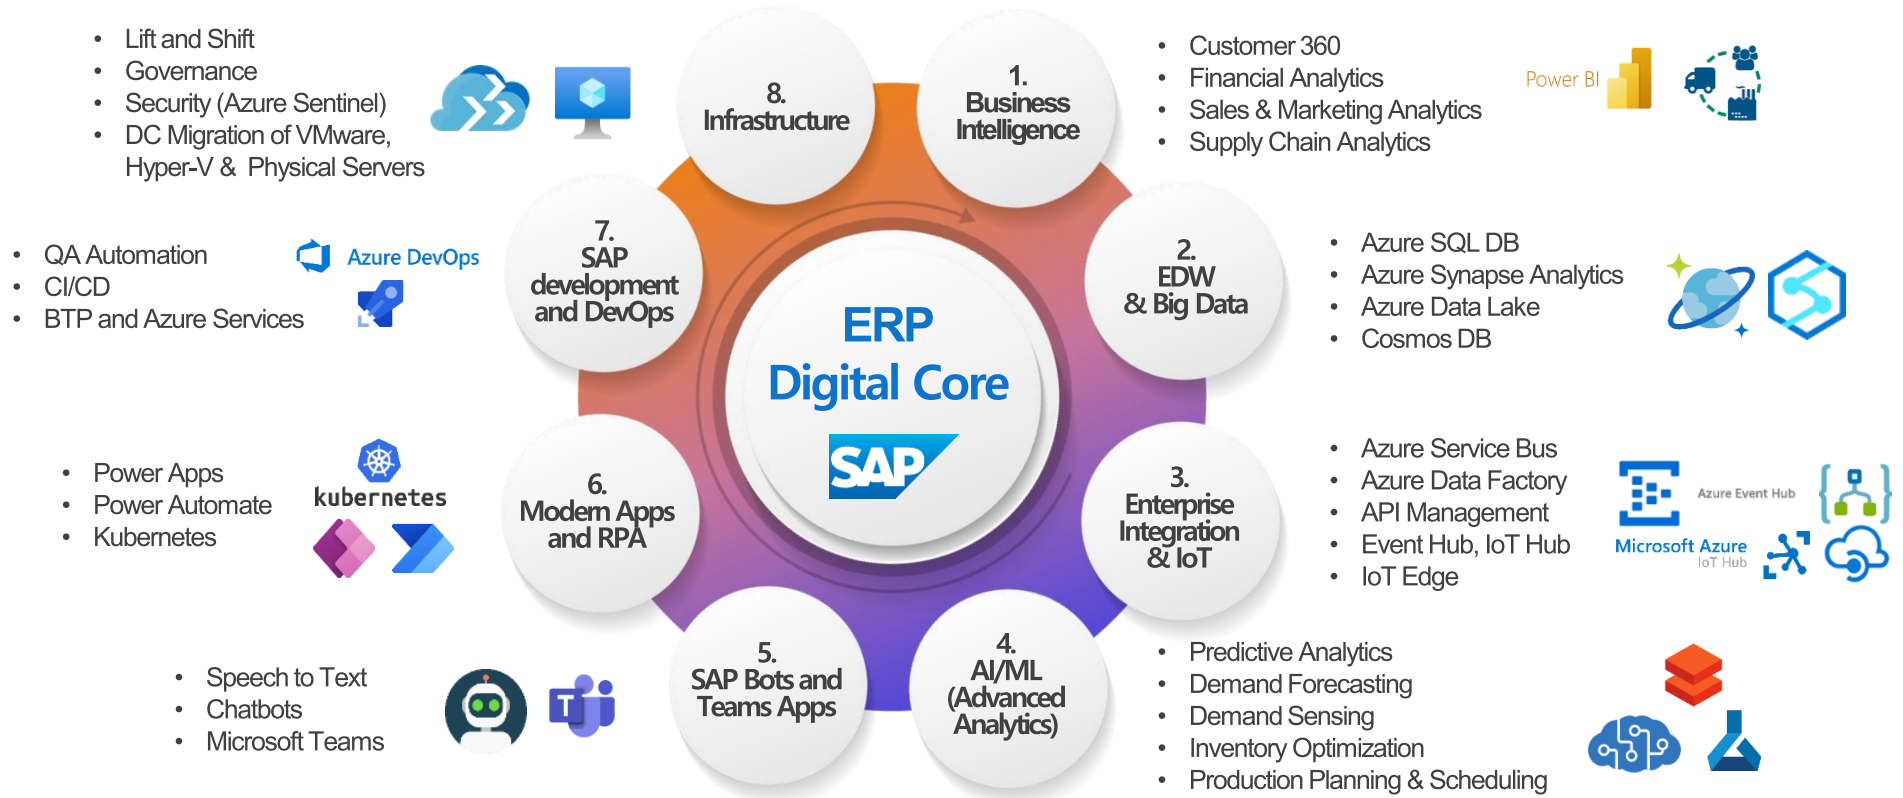 1.
Business
Intelligence
• Customer 360
• Financial Analytics
• Sales & Marketing Analytics
• Supply Chain Analytics
Power BI
2.
EDW
& Big Data
• Azure SQL DB
• Azure Synapse Analytics
• Azure Data Lake
• Cosmos DB
3.
Enterprise
Integration
& IoT
• Azure Service Bus
• Azure Data Factory
• API Management
• Event Hub, IoT Hub
• IoT Edge
Azure Event Hub
Microsoft Azure
IoT Hub
4.
AI/ML
(Advanced
Analytics)
• Predictive Analytics
• Demand Forecasting
• Demand Sensing
• Inventory Optimization
• Production Planning & Scheduling
5.
SAP Bots and
Teams Apps
• Speech to Text
• Chatbots
• Microsoft Teams
T
6.
Modern Apps
and RPA
• Power Apps
• Power Automate
• Kubernetes
kubernetes
7.
SAP
development
and DevOps
• QA Automation
• CI/CD
• BTP and Azure Services
Azure DevOps
8.
Infrastructure
• Lift and Shift
• Governance
• Security (Azure Sentinel)
• DC Migration of VMware,
Hyper-V & Physical Servers
ERP
Digital Core
SAP